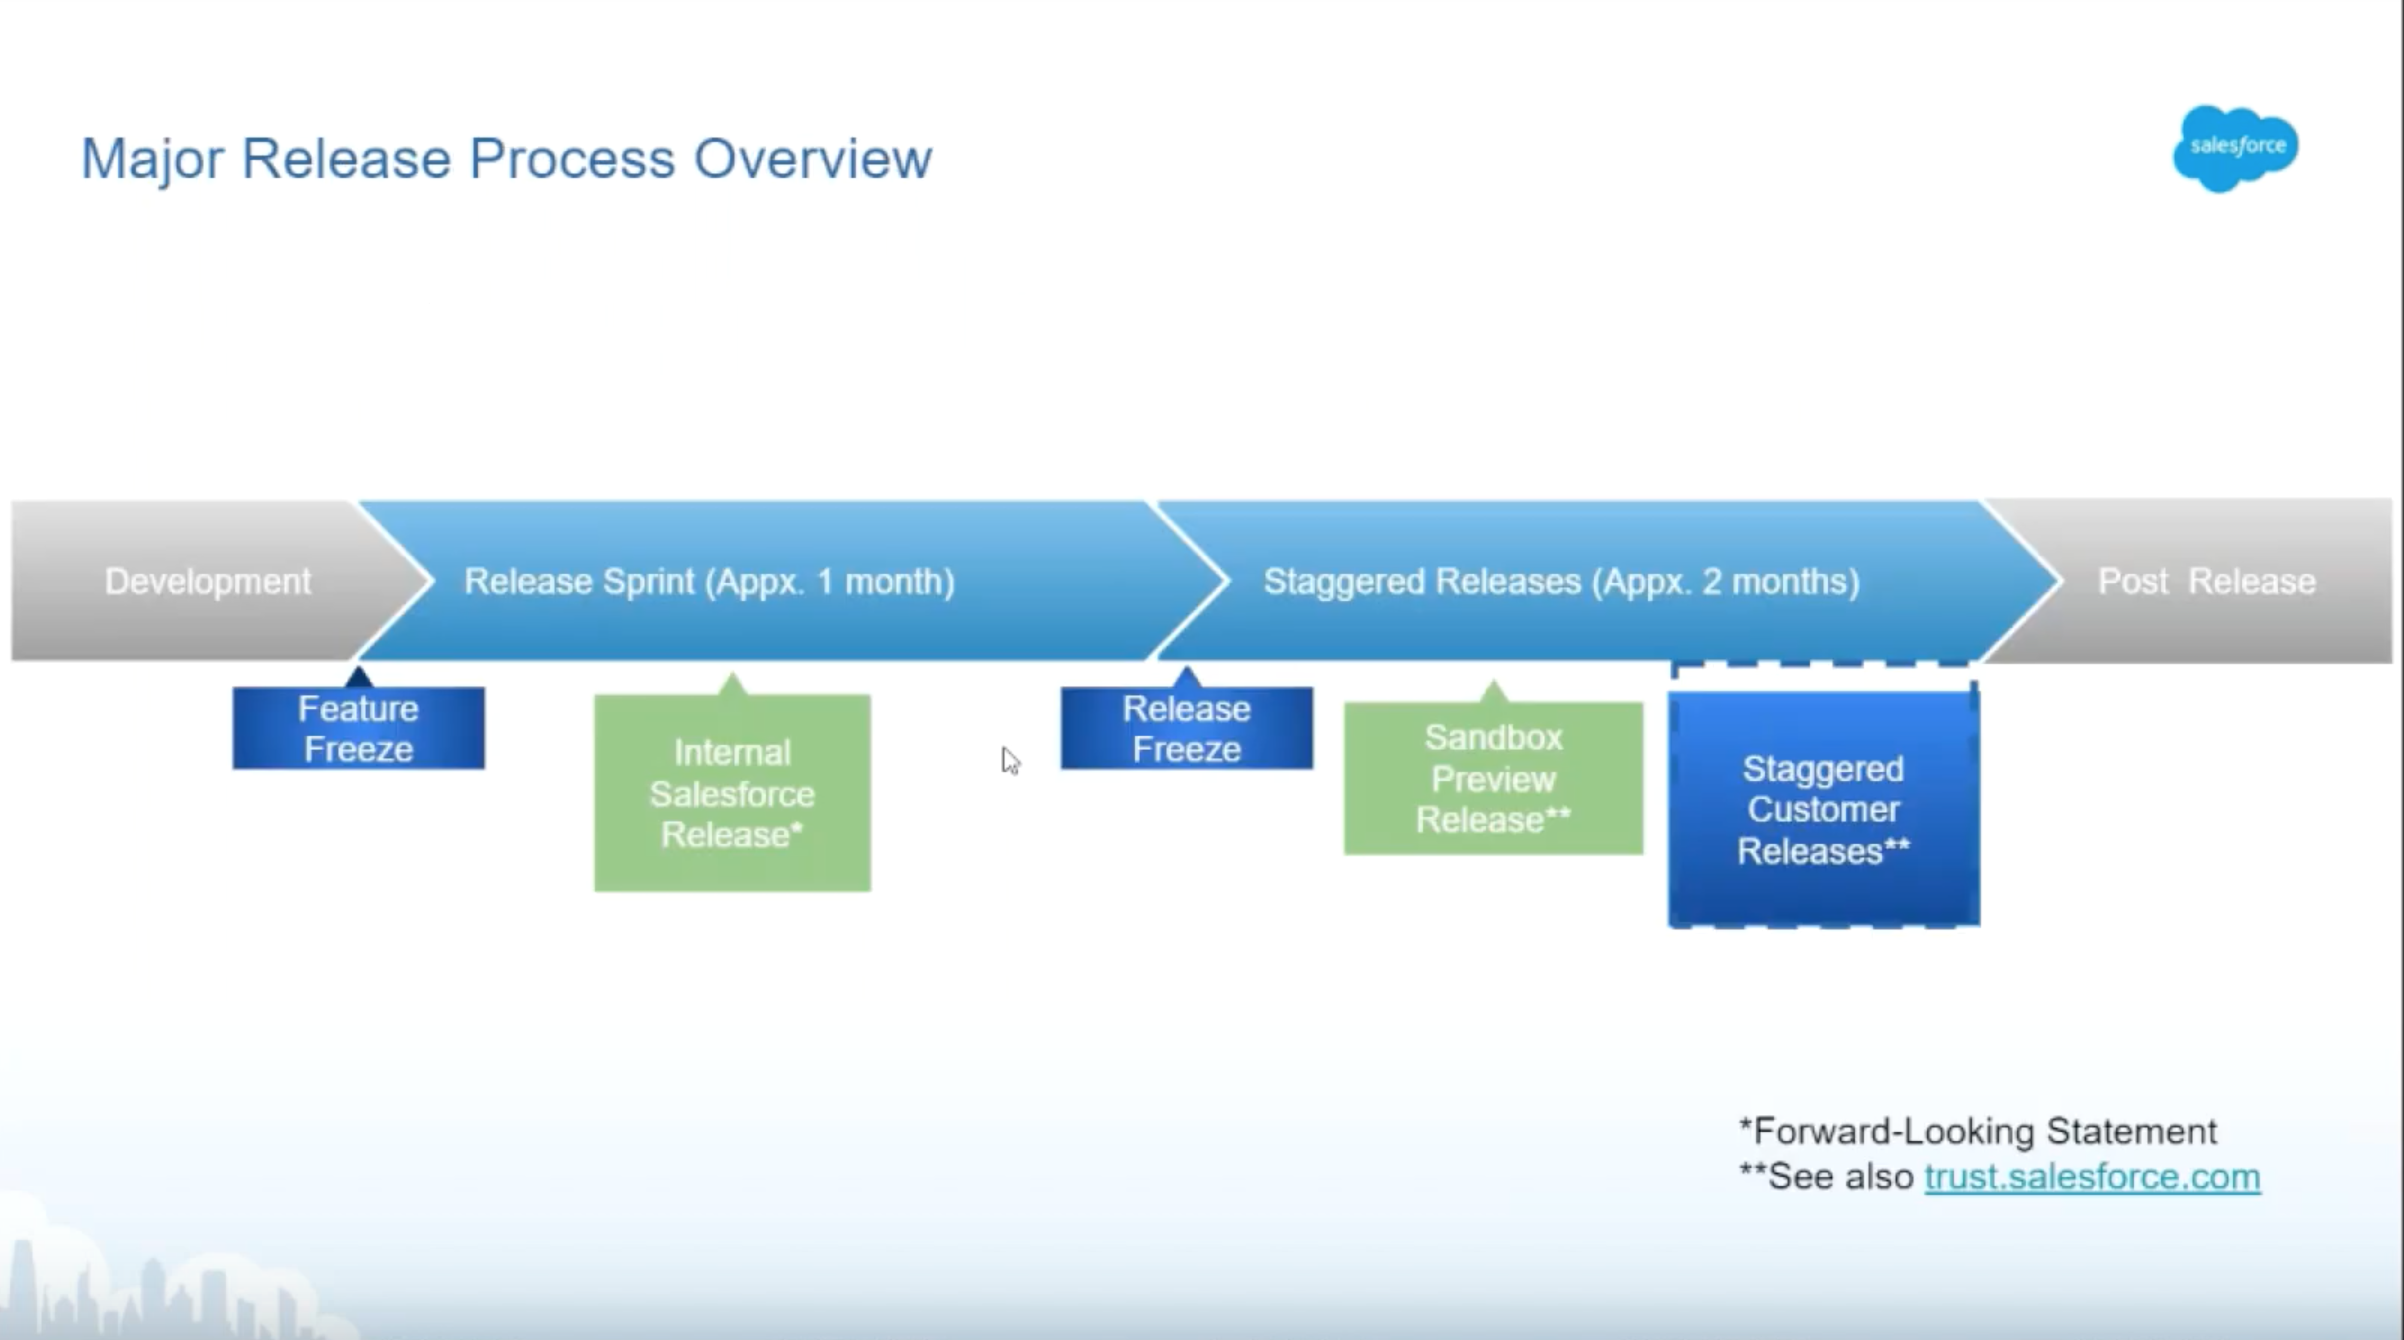 Major Release Process Overview
salesforce
Development
Release Sprint (Appx. 1 month)
Staggered Releases (Appx. 2 months)
Post Release
Feature
Freeze
Internal
Salesforce
Release*
Release
Freeze
Sandbox
Preview
Release**
Staggered
Customer
Releases**
*Forward-Looking Statement
**See also trust.salesforce.com